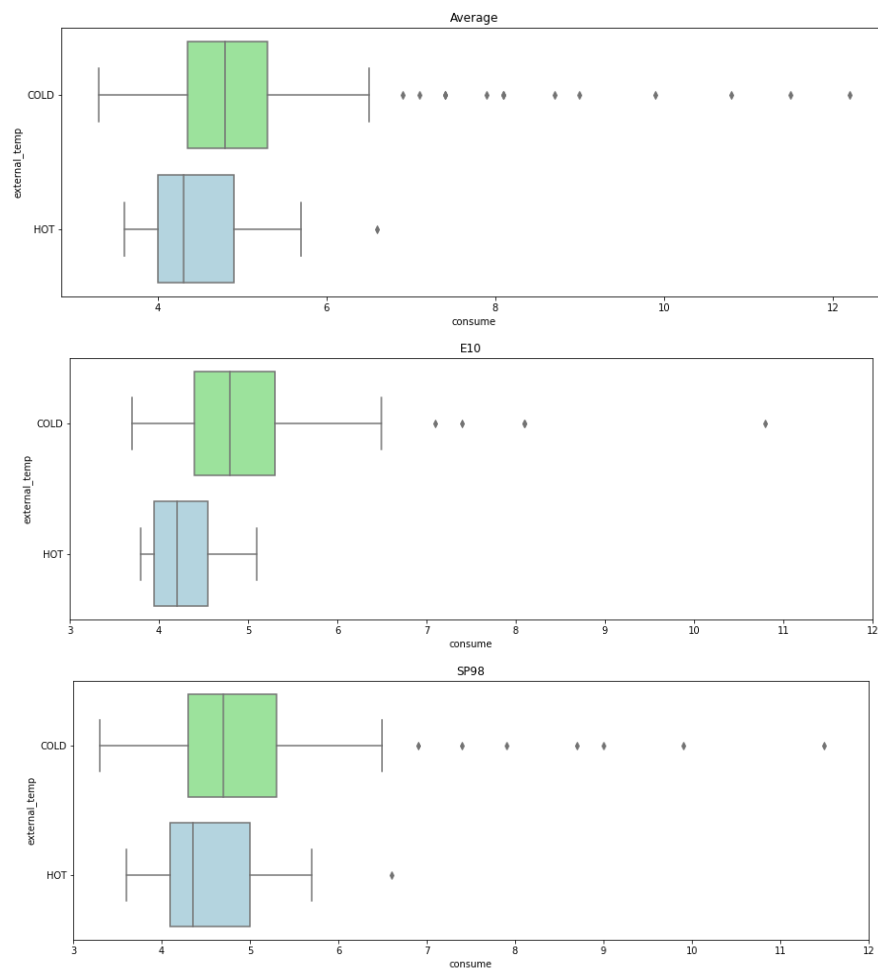 Average
COLD
external_temp
HOT
4 6 8 10 12
consume
E10
COLD
external_temp
HOT
3 4 5 6 7 8 9 10 11 12
consume
SP98
COLD
external_temp
HOT
3 4 5 6 7 8 9 10 11 12
consume